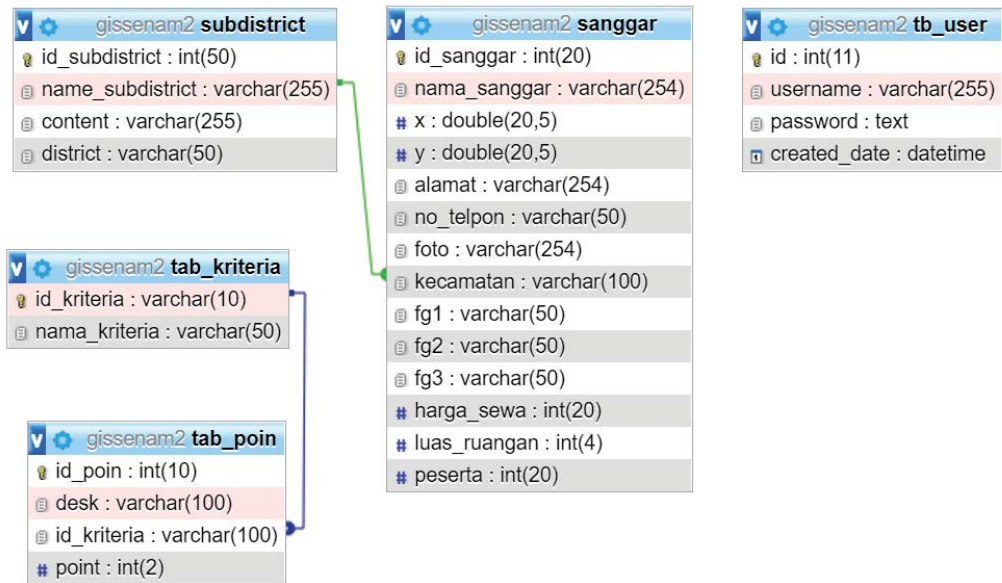 gissenam2 subdistrict
id_subdistrict : int(50)
name_subdistrict : varchar(255)
content : varchar(255)
district : varchar(50)
gissenam2 sanggar
id_sanggar : int(20)
nama_sanggar : varchar(254)
# x : double(20,5)
# y : double(20,5)
alamat : varchar(254)
no_telpon : varchar(50)
foto : varchar(254)
kecamatan : varchar(100)
fg1 : varchar(50)
fg2 : varchar(50)
fg3 : varchar(50)
# harga_sewa : int(20)
# luas_ruangan : int(4)
# peserta : int(20)
gissenam2 tb_user
id : int(11)
username : varchar(255)
password : text
created_date : datetime
gissenam2 tab_kriteria
id_kriteria : varchar(10)
nama_kriteria : varchar(50)
gissenam2 tab_poin
id_poin : int(10)
desk : varchar(100)
id_kriteria : varchar(100)
# point : int(2)